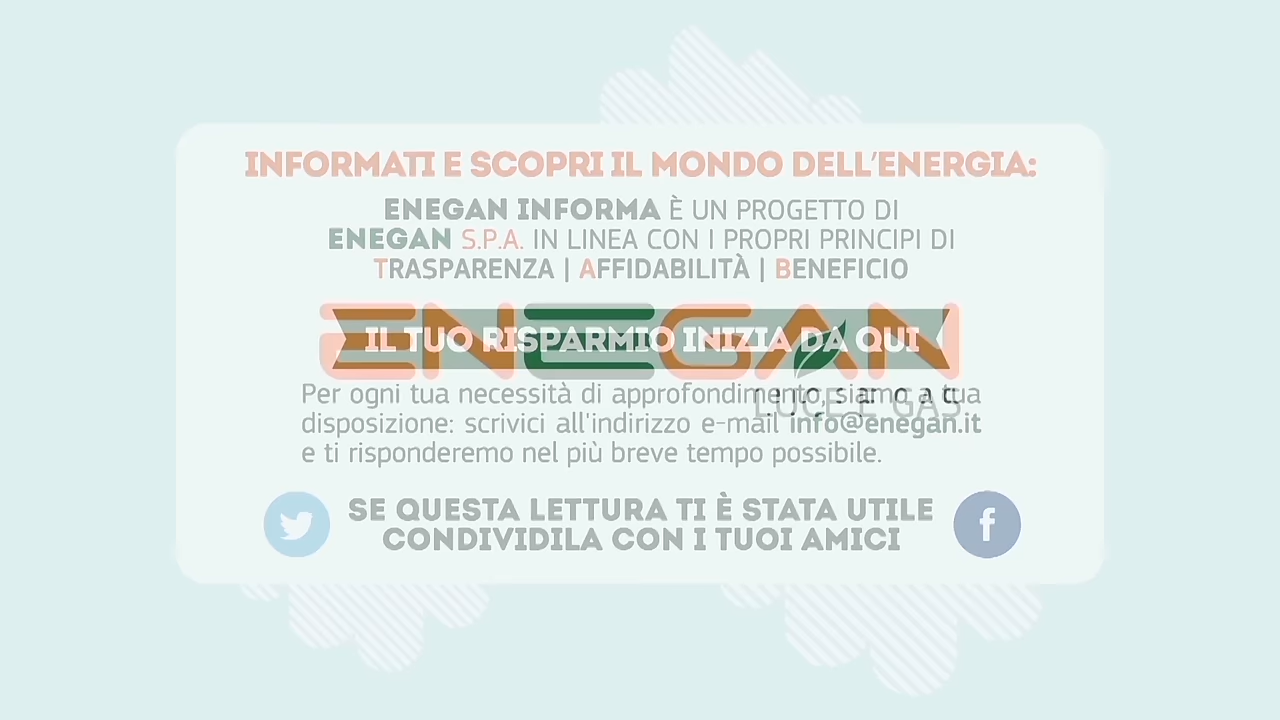 INFORMATI E SCOPRI IL MONDO DELL'ENERGIA:
ENEGAN INFORMA È UN PROGETTO DI
ENEGAN S.P.A. IN LINEA CON I PROPRI PRINCIPI DI
TRASPARENZA | AFFIDABILITÀ | BENEFICIO
ENEGAN
IL TUO RISPARMIO INIZIA DA QUI
LUCE E GAS
Per ogni tua necessità di approfondimento, siamo a tua
disposizione: scrivici all'indirizzo e-mail info@enegan.it
e ti risponderemo nel più breve tempo possibile.
SE QUESTA LETTURA TI È STATA UTILE
CONDIVIDILA CON I TUOI AMICI